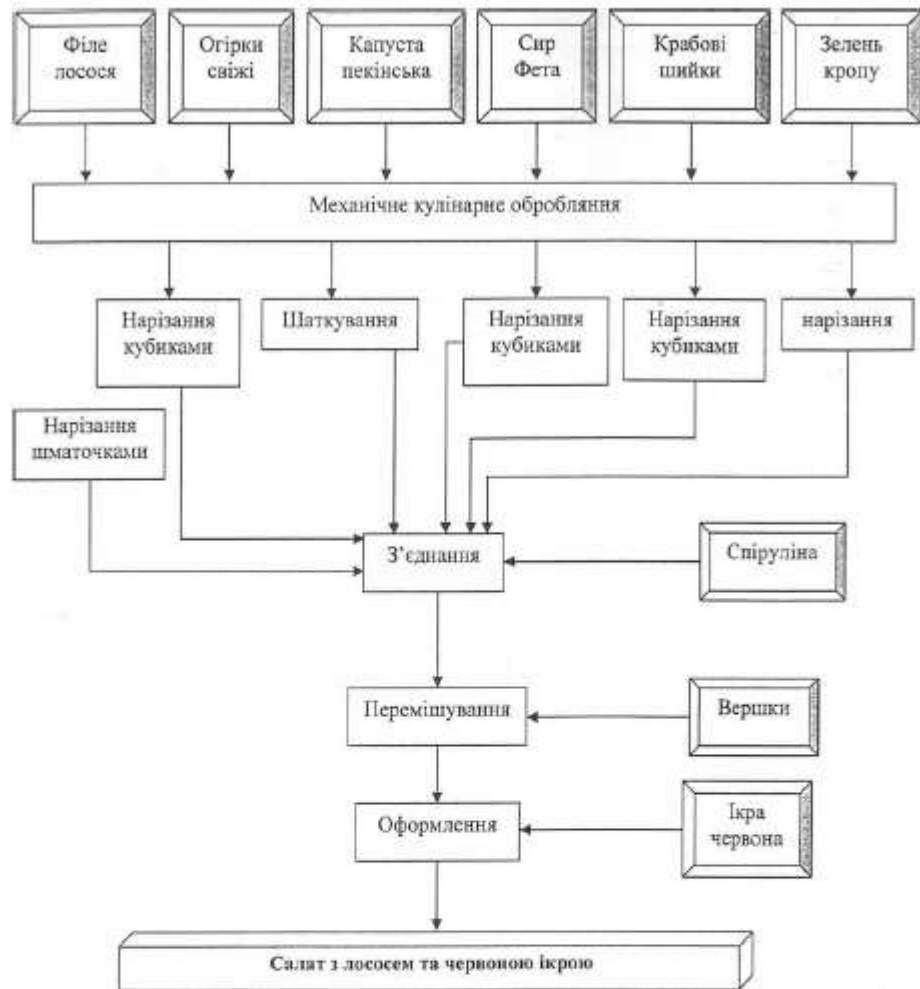 Філе
лосося
Огірки
свіжі
Капуста
пекінська
Сир
Фета
Крабові
шийки
Зелень
кропу
Механічне кулінарне обробляння
Нарізання
кубиками
Шаткування
Нарізання
кубиками
Нарізання
кубиками
нарізання
Нарізання
шматочками
З’єднання
Спіруліна
Перемішування
Вершки
Оформлення
Ікра
червона
Салат з лососем та червоною ікрою